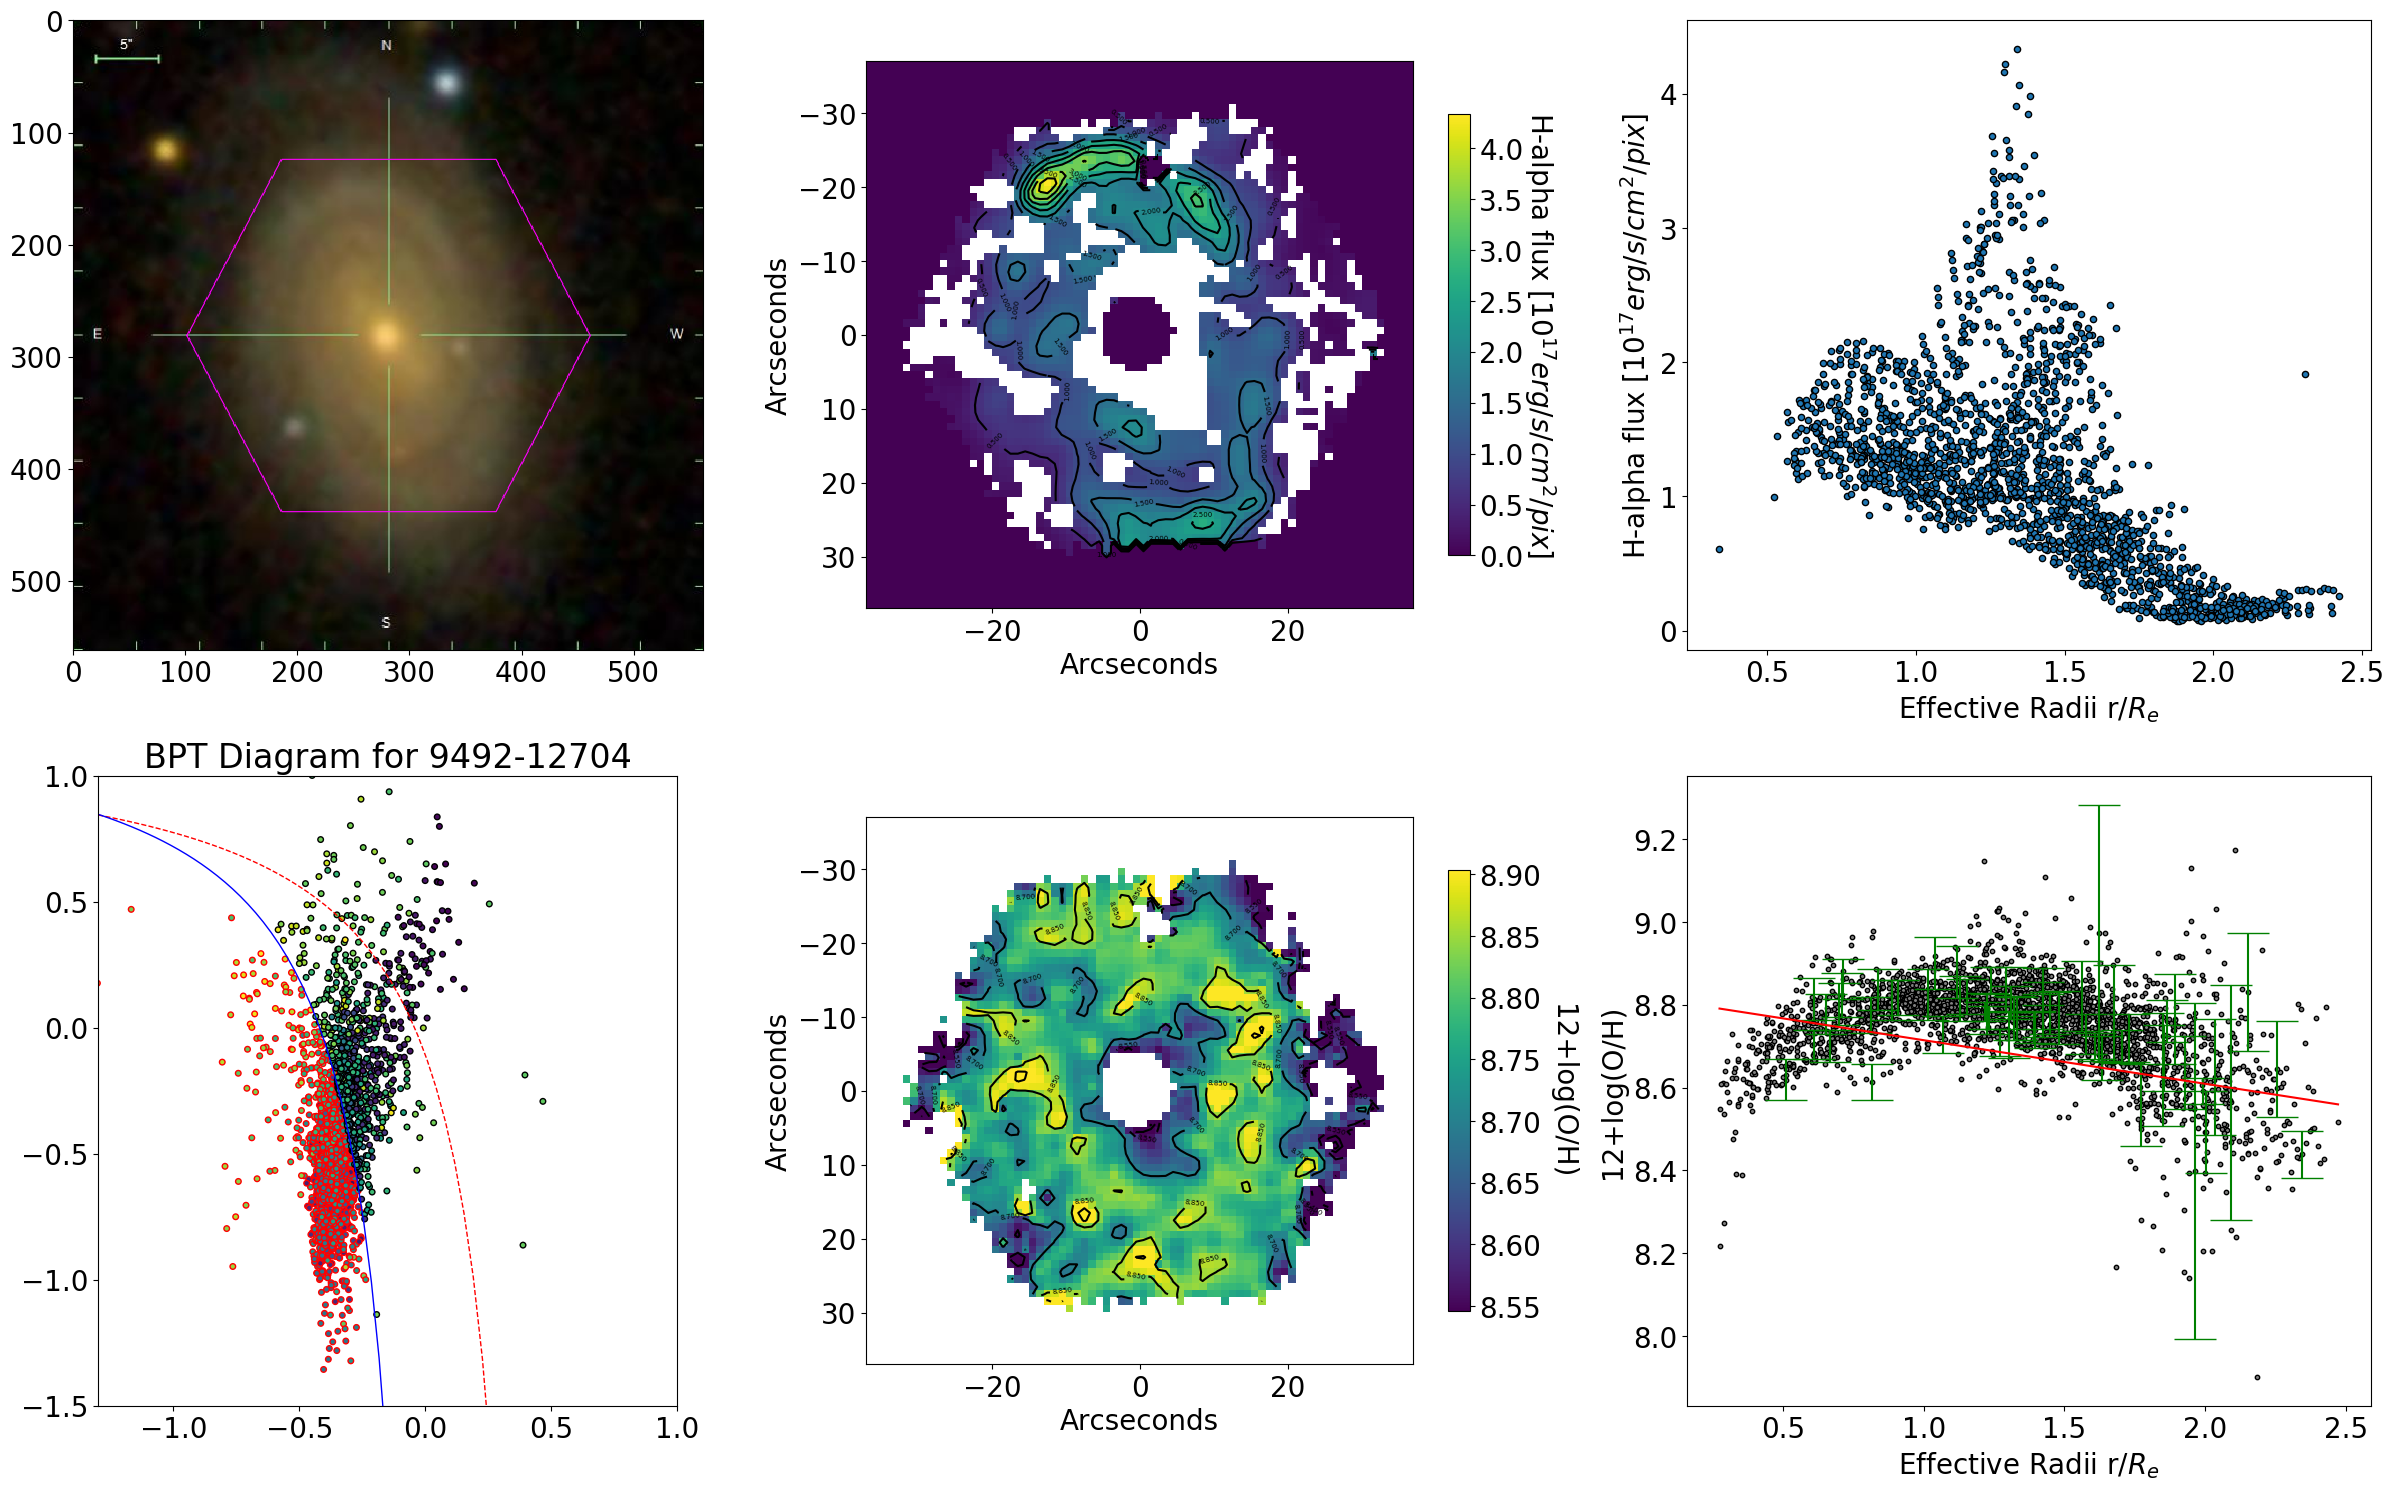 0
100
200
300
400
500
0 100 200 300 400 500
5"
N
E
W
S
−30
−20
−10
0
10
20
30
Arcseconds
−20 0 20
Arcseconds
4.0
3.5
3.0
2.5
2.0
1.5
1.0
0.5
0.0
H-alpha flux [10^17 erg/s/cm^2/pix]
H-alpha flux [10^17 erg/s/cm^2/pix]
4
3
2
1
0
0.5 1.0 1.5 2.0 2.5
Effective Radii r/R_e
BPT Diagram for 9492-12704
1.0
0.5
0.0
−0.5
−1.0
−1.5
−1.0 −0.5 0.0 0.5 1.0
−30
−20
−10
0
10
20
30
Arcseconds
−20 0 20
Arcseconds
8.90
8.85
8.80
8.75
8.70
8.65
8.60
8.55
12+log(O/H)
12+log(O/H)
9.2
9.0
8.8
8.6
8.4
8.2
8.0
0.5 1.0 1.5 2.0 2.5
Effective Radii r/R_e